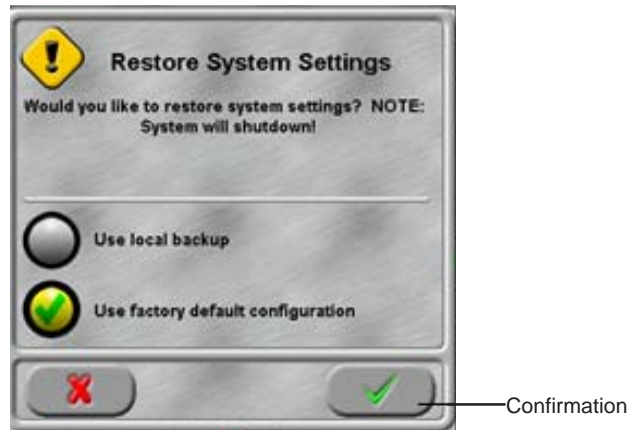 Restore System Settings
Would you like to restore system settings? NOTE:
System will shutdown!
Use local backup
Use factory default configuration
Confirmation